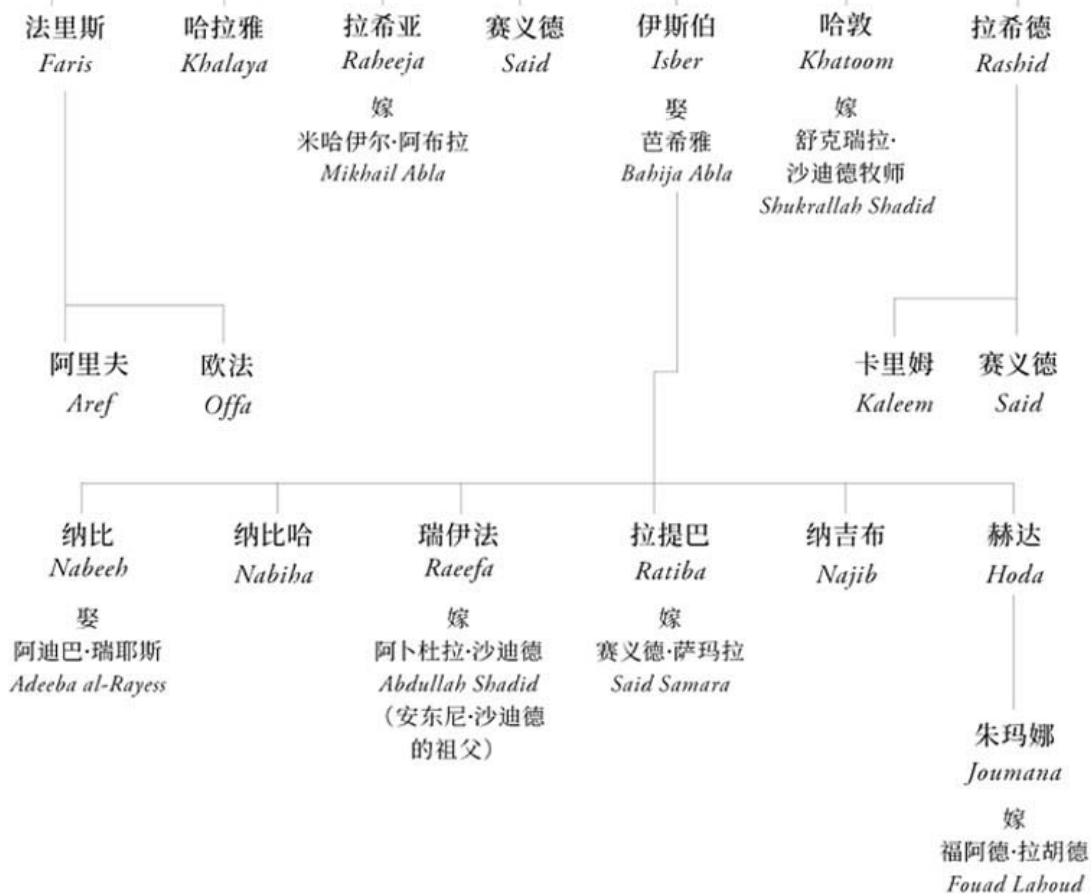 法里斯 哈拉雅 拉希亚 赛义德 伊斯伯 哈敦 拉希德
Faris Khalaya Raheeja Said Isber Khatoom Rashid
嫁 娶 嫁
米哈伊尔·阿布拉 芭希雅 舒克瑞拉·
沙迪德牧师
Mikhail Abla Bahija Abla
Shukrallah Shadid
阿里夫 欧法 卡里姆 赛义德
Aref Offa Kaleem Said
纳比 纳比哈 瑞伊法 拉提巴 纳吉布 赫达
Nabeeh Nabiha Raeefa Ratiba Najib Hoda
娶 嫁 嫁
阿迪巴·瑞耶斯 阿卜杜拉·沙迪德 赛义德·萨玛拉
Adeeba al-Rayess Abdullah Shadid Said Samara
（安东尼·沙迪德
的祖父）
朱玛娜
Joumana
嫁
福阿德·拉胡德
Fouad Lahoud